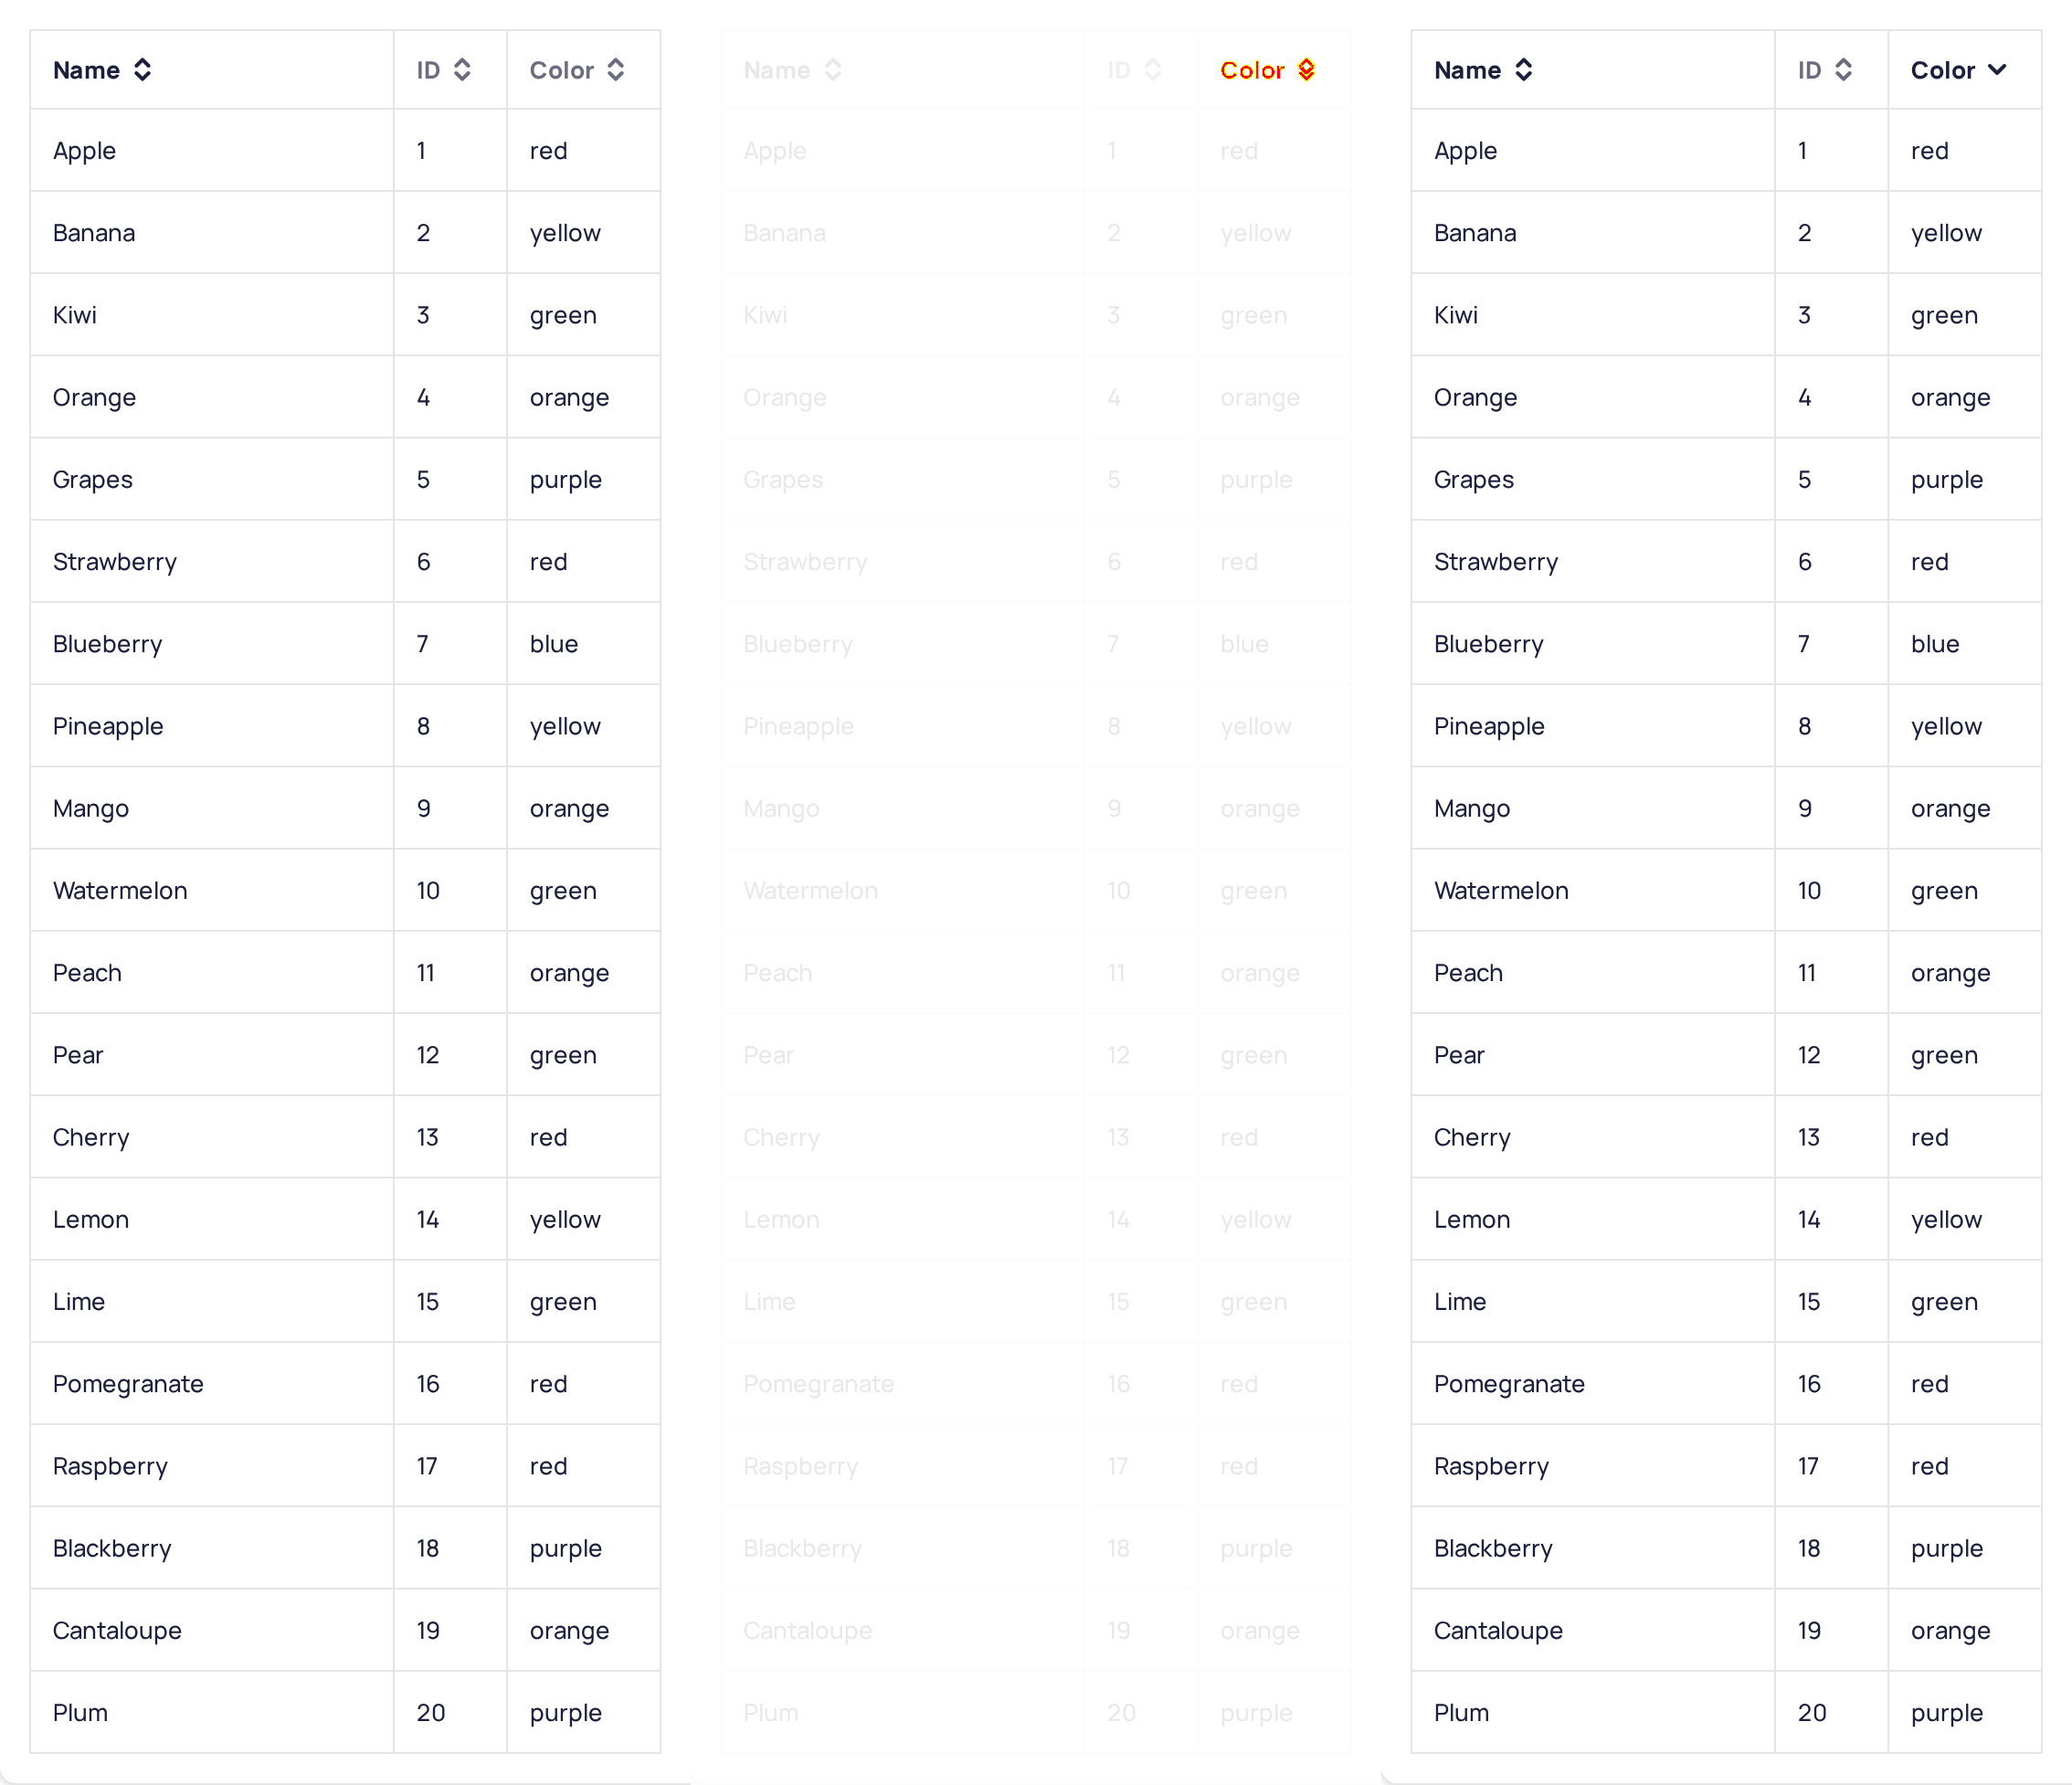 Name ID Color Name ID Color Name ID Color
Apple 1 red Apple 1 red Apple 1 red
Banana 2 yellow Banana 2 yellow Banana 2 yellow
Kiwi 3 green Kiwi 3 green Kiwi 3 green
Orange 4 orange Orange 4 orange Orange 4 orange
Grapes 5 purple Grapes 5 purple Grapes 5 purple
Strawberry 6 red Strawberry 6 red Strawberry 6 red
Blueberry 7 blue Blueberry 7 blue Blueberry 7 blue
Pineapple 8 yellow Pineapple 8 yellow Pineapple 8 yellow
Mango 9 orange Mango 9 orange Mango 9 orange
Watermelon 10 green Watermelon 10 green Watermelon 10 green
Peach 11 orange Peach 11 orange Peach 11 orange
Pear 12 green Pear 12 green Pear 12 green
Cherry 13 red Cherry 13 red Cherry 13 red
Lemon 14 yellow Lemon 14 yellow Lemon 14 yellow
Lime 15 green Lime 15 green Lime 15 green
Pomegranate 16 red Pomegranate 16 red Pomegranate 16 red
Raspberry 17 red Raspberry 17 red Raspberry 17 red
Blackberry 18 purple Blackberry 18 purple Blackberry 18 purple
Cantaloupe 19 orange Cantaloupe 19 orange Cantaloupe 19 orange
Plum 20 purple Plum 20 purple Plum 20 purple